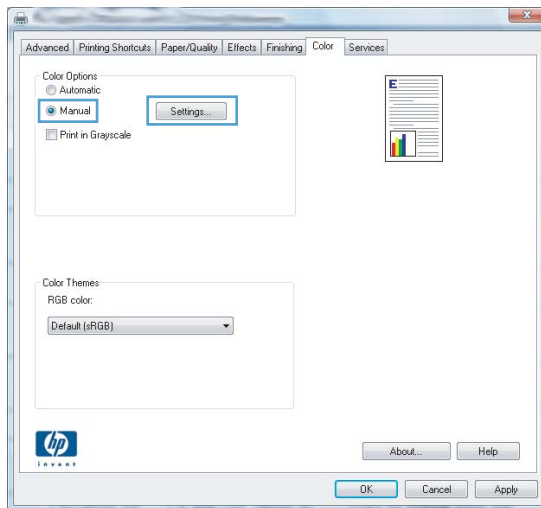 Advanced Printing Shortcuts Paper/Quality Effects Finishing Color Services
Color Options
Automatic
Manual
Settings...
Print in Grayscale
E
Color Themes
RGB color:
Default (sRGB)
hp
invent
About...
Help
OK
Cancel
Apply